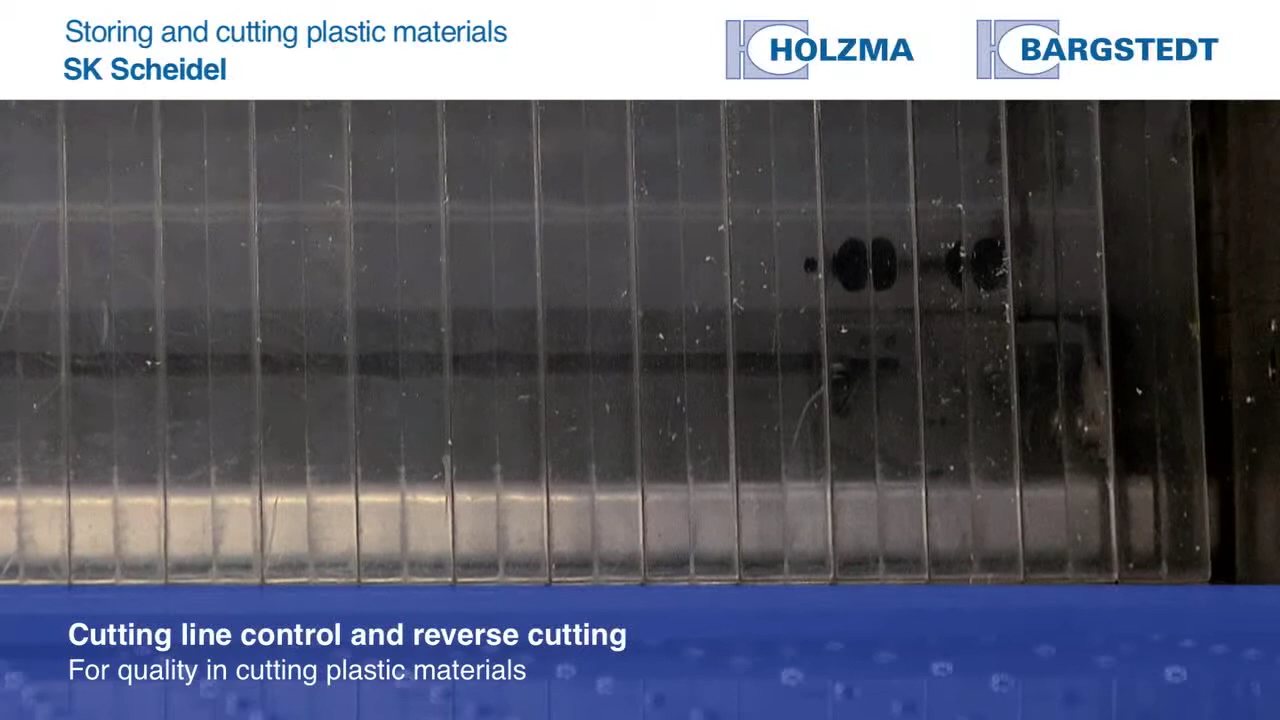 Storing and cutting plastic materials
SK Scheidel
HOLZMA
BARGSTEDT
Cutting line control and reverse cutting
For quality in cutting plastic materials